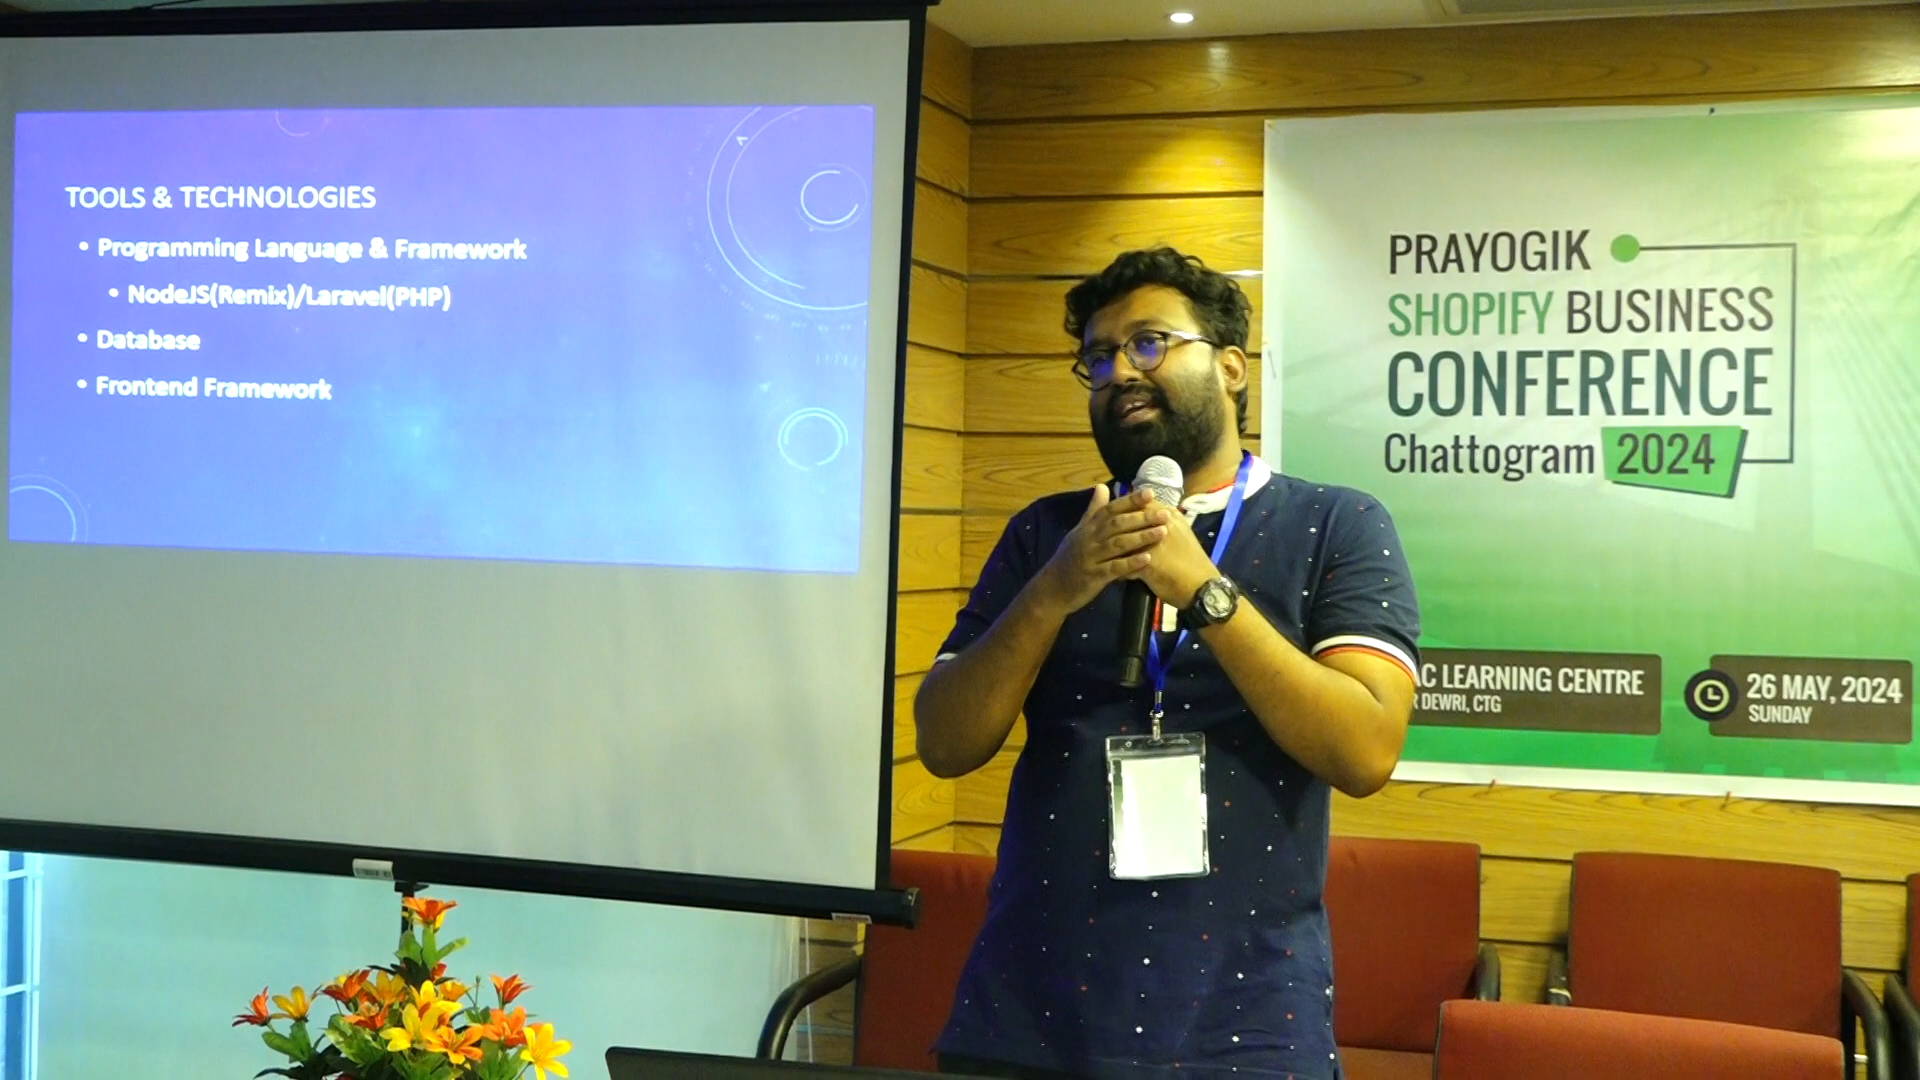 TOOLS & TECHNOLOGIES
• Programming Language & Framework
• NodeJS(Remix)/Laravel(PHP)
• Database
• Frontend Framework
PRAYOGIK
SHOPIFY BUSINESS
CONFERENCE
Chattogram 2024
AC LEARNING CENTRE
R DEWRI, CTG
26 MAY, 2024
SUNDAY